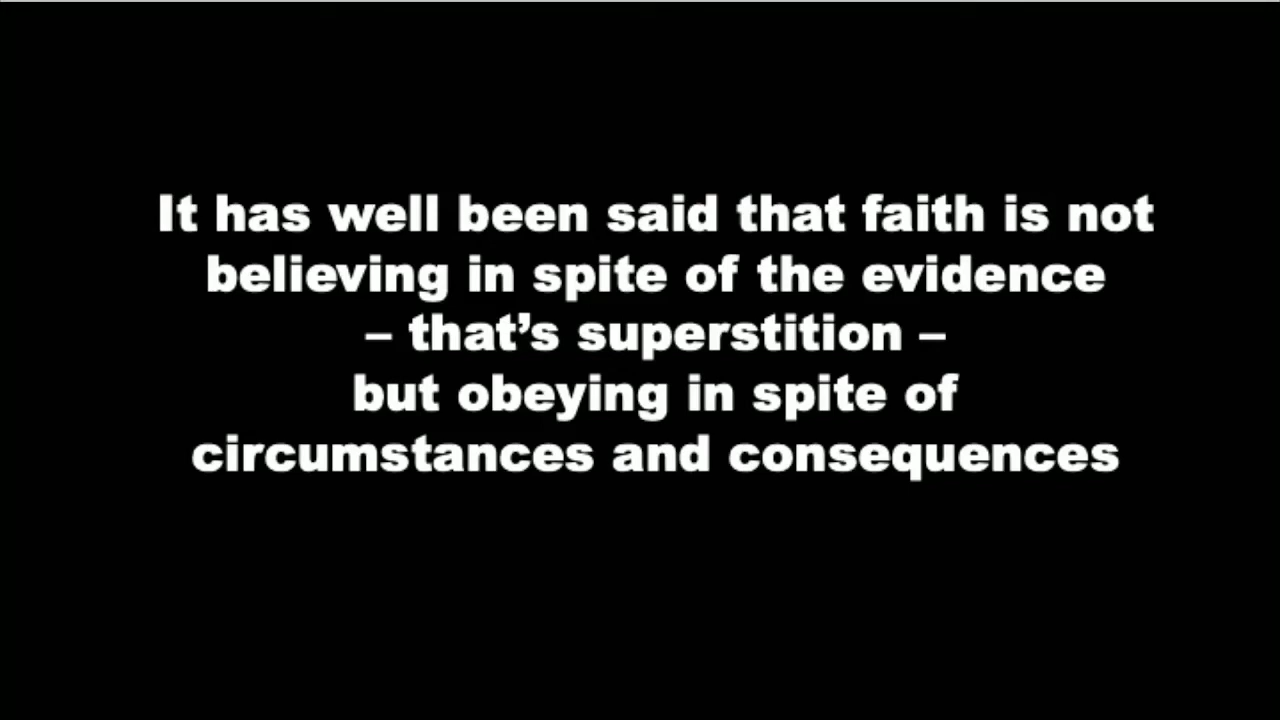 It has well been said that faith is not
believing in spite of the evidence
– that’s superstition –
but obeying in spite of
circumstances and consequences